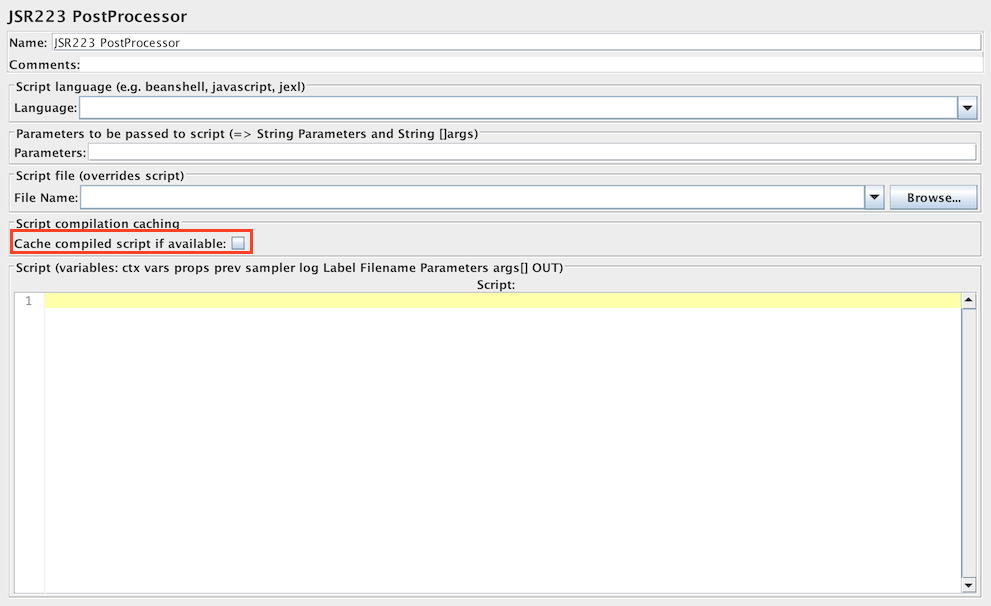 JSR223 PostProcessor
Name: JSR223 PostProcessor
Comments:
Script language (e.g. beanshell, javascript, jexl)
Language:
Parameters to be passed to script (=> String Parameters and String []args)
Parameters:
Script file (overrides script)
File Name: Browse...
Script compilation caching
Cache compiled script if available:
Script (variables: ctx vars props prev sampler log Label Filename Parameters args[] OUT)
Script:
1